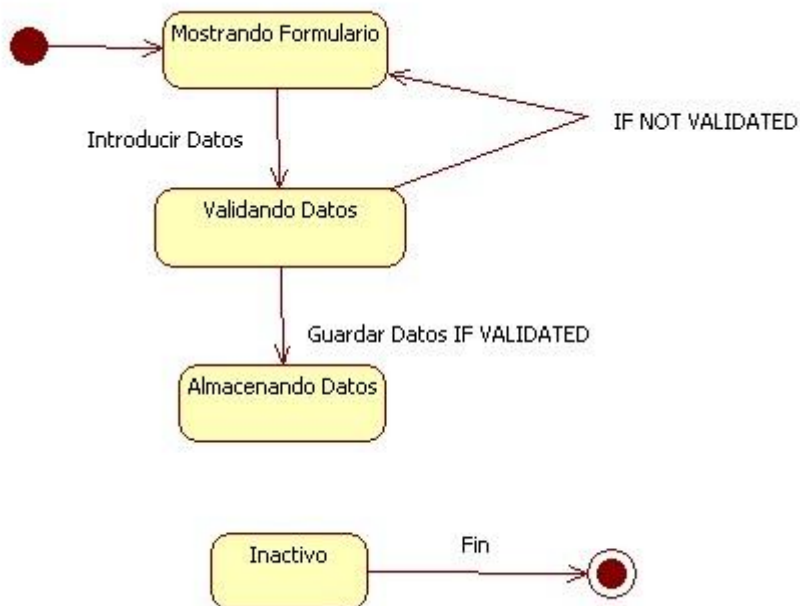 Mostrando Formulario
IF NOT VALIDATED
Introducir Datos
Validando Datos
Guardar Datos IF VALIDATED
Almacenando Datos
Inactivo
Fin